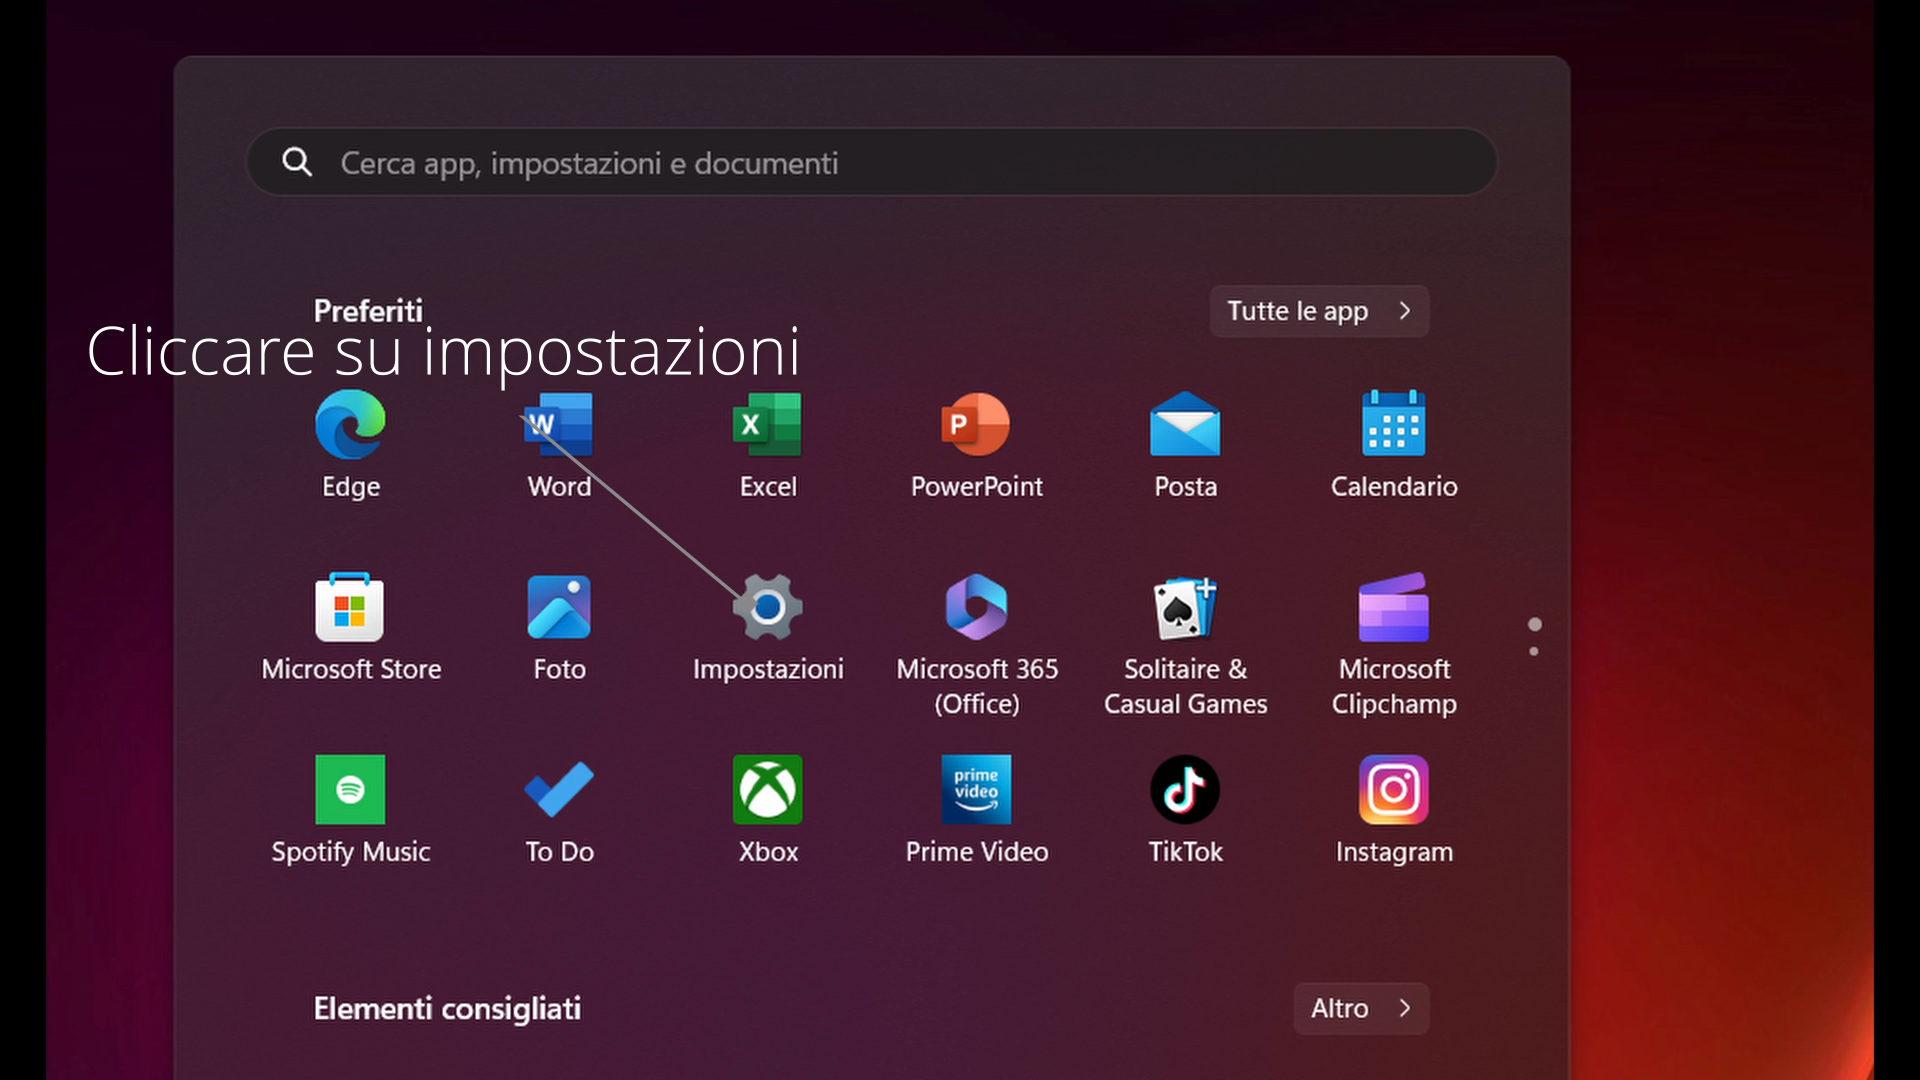 Cerca app, impostazioni e documenti
Preferiti
Tutte le app
Cliccare su impostazioni
W
X
P
Edge
Word
Excel
PowerPoint
Posta
Calendario
Microsoft Store
Foto
Impostazioni
Microsoft 365
(Office)
Solitaire &
Casual Games
Microsoft
Clipchamp
prime
video
Spotify Music
To Do
Xbox
Prime Video
TikTok
Instagram
Elementi consigliati
Altro